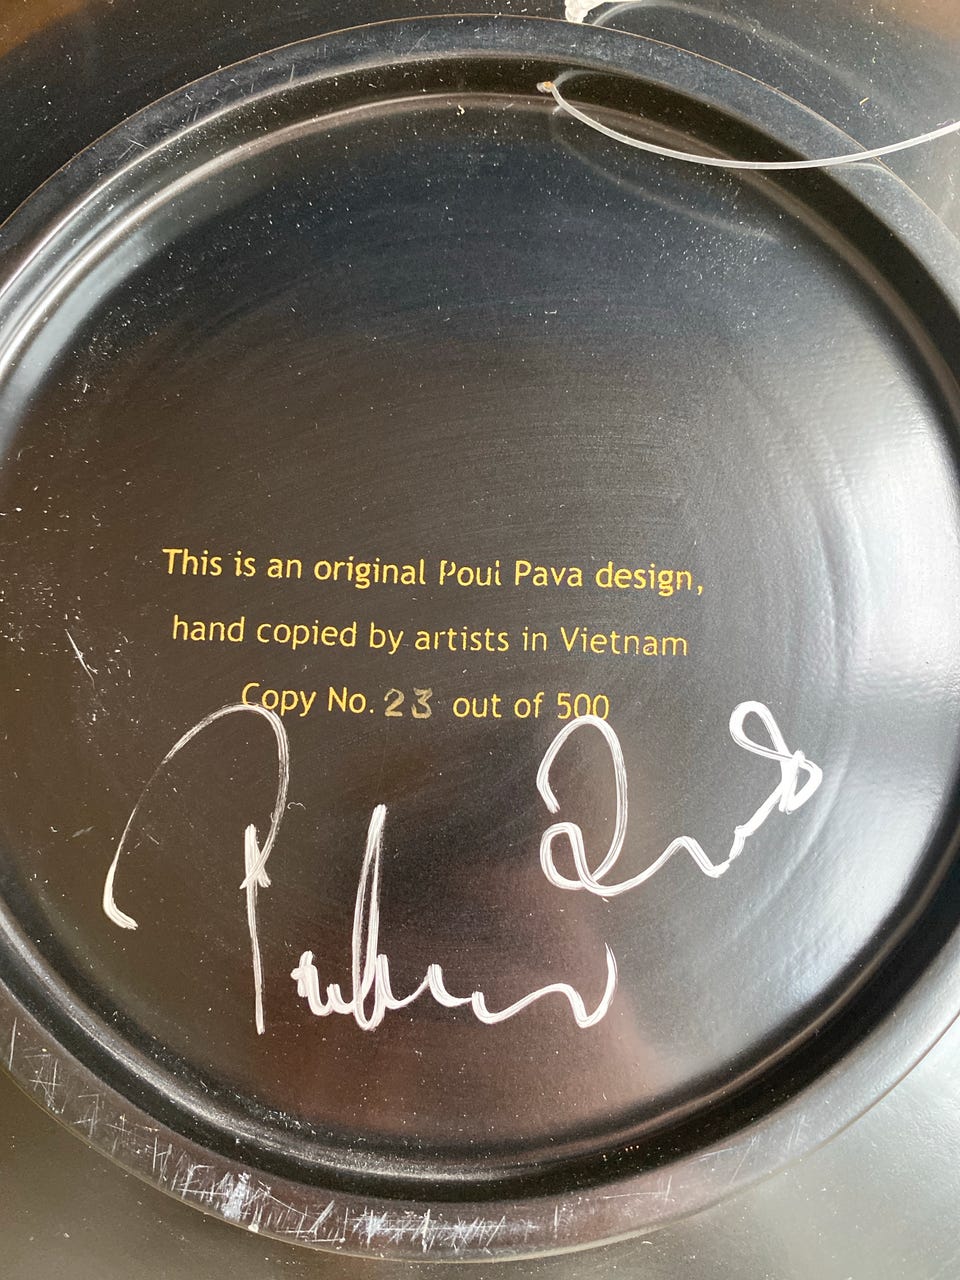 This is an original Poul Pava design,
hand copied by artists in Vietnam
Copy No. 23 out of 500